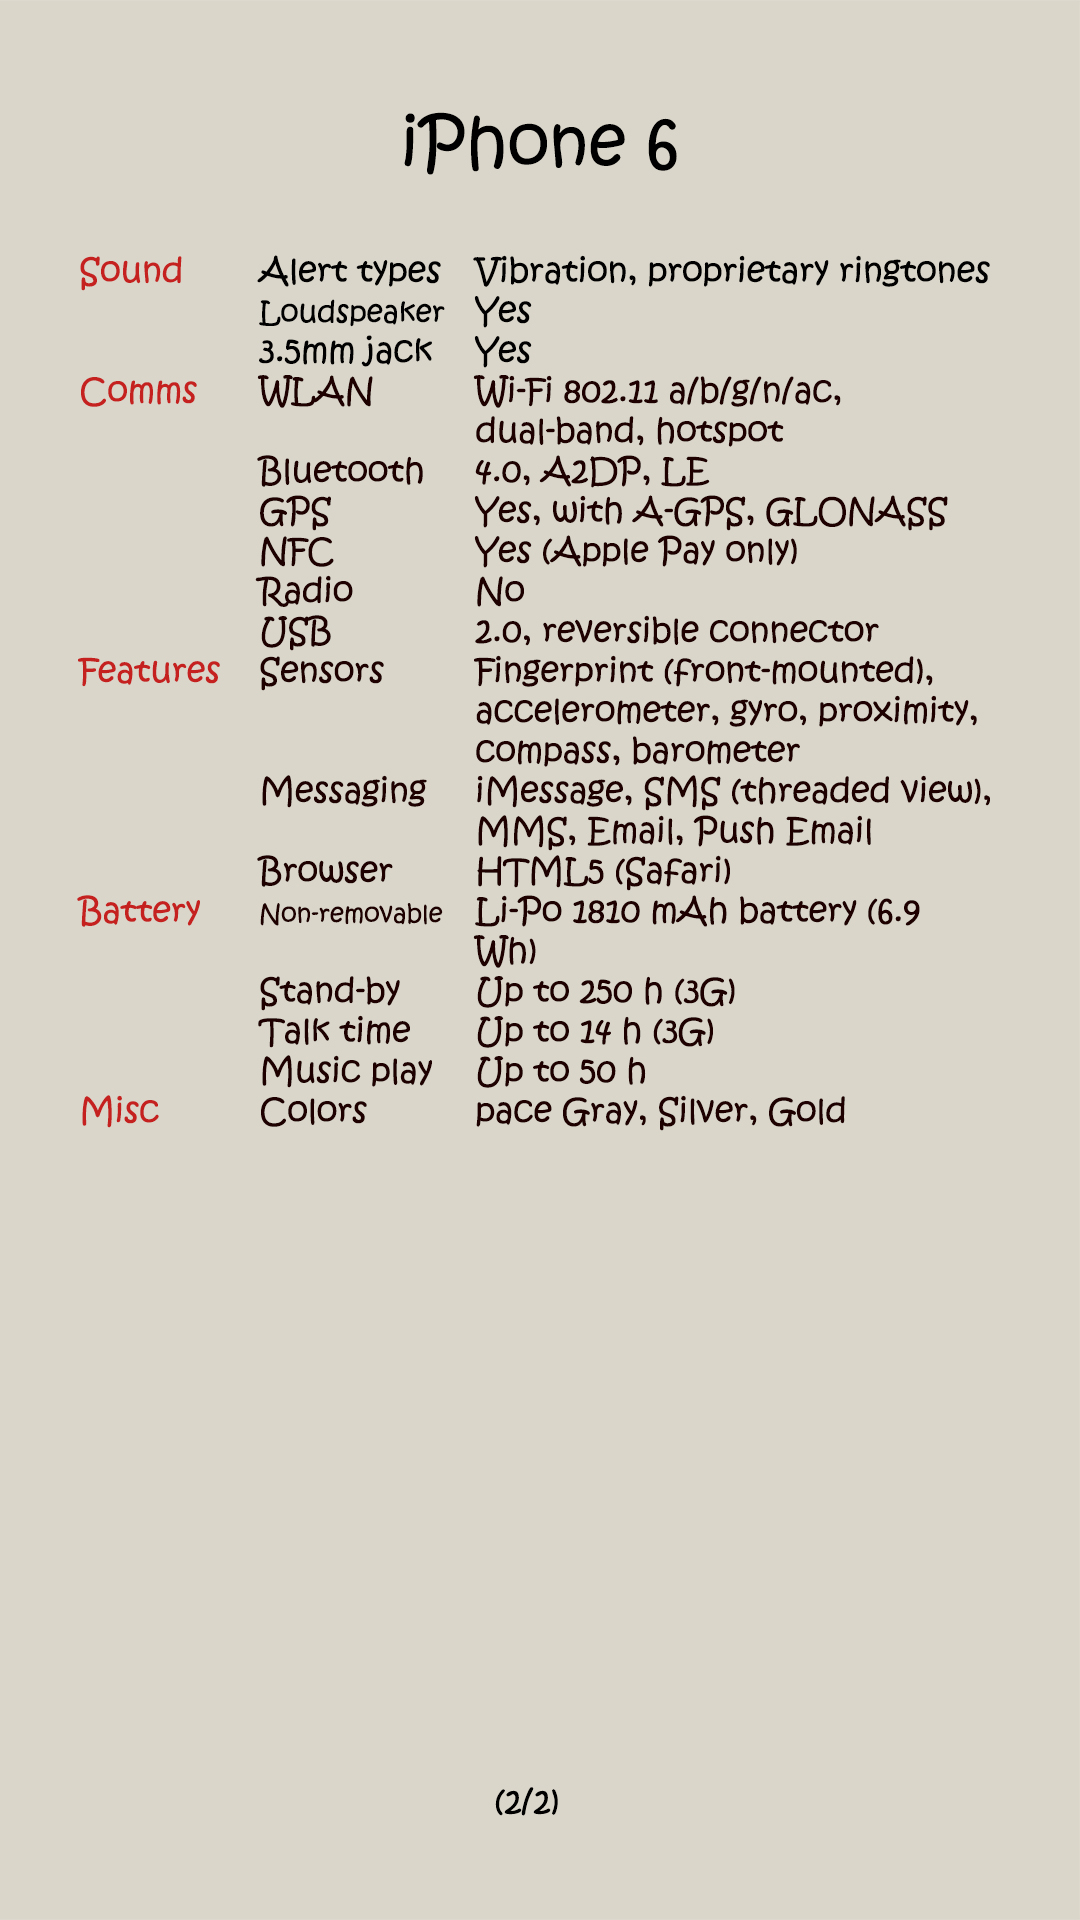 iPhone 6
Sound Alert types Vibration, proprietary ringtones
Loudspeaker Yes
3.5mm jack Yes
Comms WLAN Wi-Fi 802.11 a/b/g/n/ac,
dual-band, hotspot
Bluetooth 4.0, A2DP, LE
GPS Yes, with A-GPS, GLONASS
NFC Yes (Apple Pay only)
Radio No
USB 2.0, reversible connector
Features Sensors Fingerprint (front-mounted),
accelerometer, gyro, proximity,
compass, barometer
Messaging iMessage, SMS (threaded view),
MMS, Email, Push Email
Browser HTML5 (Safari)
Battery Non-removable Li-Po 1810 mAh battery (6.9
Wh)
Stand-by Up to 250 h (3G)
Talk time Up to 14 h (3G)
Music play Up to 50 h
Misc Colors pace Gray, Silver, Gold
(2/2)